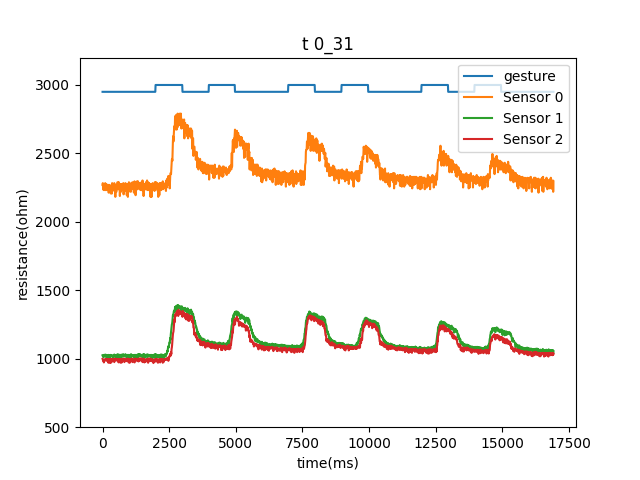 t 0_31
gesture
Sensor 0
Sensor 1
Sensor 2
resistance(ohm)
3000
2500
2000
1500
1000
500
0
2500
5000
7500
10000
12500
15000
17500
time(ms)